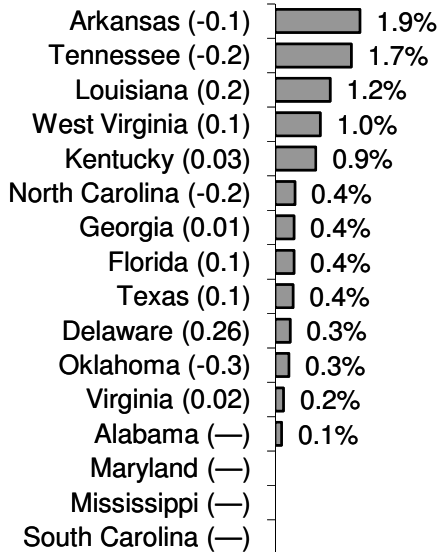 Arkansas (-0.1) 1.9%
Tennessee (-0.2) 1.7%
Louisiana (0.2) 1.2%
West Virginia (0.1) 1.0%
Kentucky (0.03) 0.9%
North Carolina (-0.2) 0.4%
Georgia (0.01) 0.4%
Florida (0.1) 0.4%
Texas (0.1) 0.4%
Delaware (0.26) 0.3%
Oklahoma (-0.3) 0.3%
Virginia (0.02) 0.2%
Alabama (—) 0.1%
Maryland (—)
Mississippi (—)
South Carolina (—)